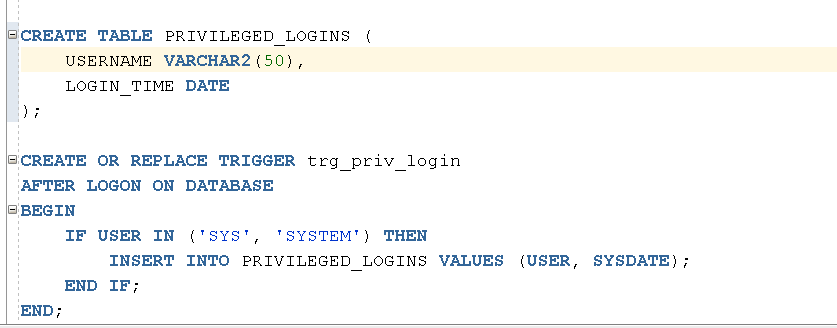 CREATE TABLE PRIVILEGED_LOGINS (
    USERNAME VARCHAR2(50),
    LOGIN_TIME DATE
);
CREATE OR REPLACE TRIGGER trg_priv_login
AFTER LOGON ON DATABASE
BEGIN
    IF USER IN ('SYS', 'SYSTEM') THEN
        INSERT INTO PRIVILEGED_LOGINS VALUES (USER, SYSDATE);
    END IF;
END;